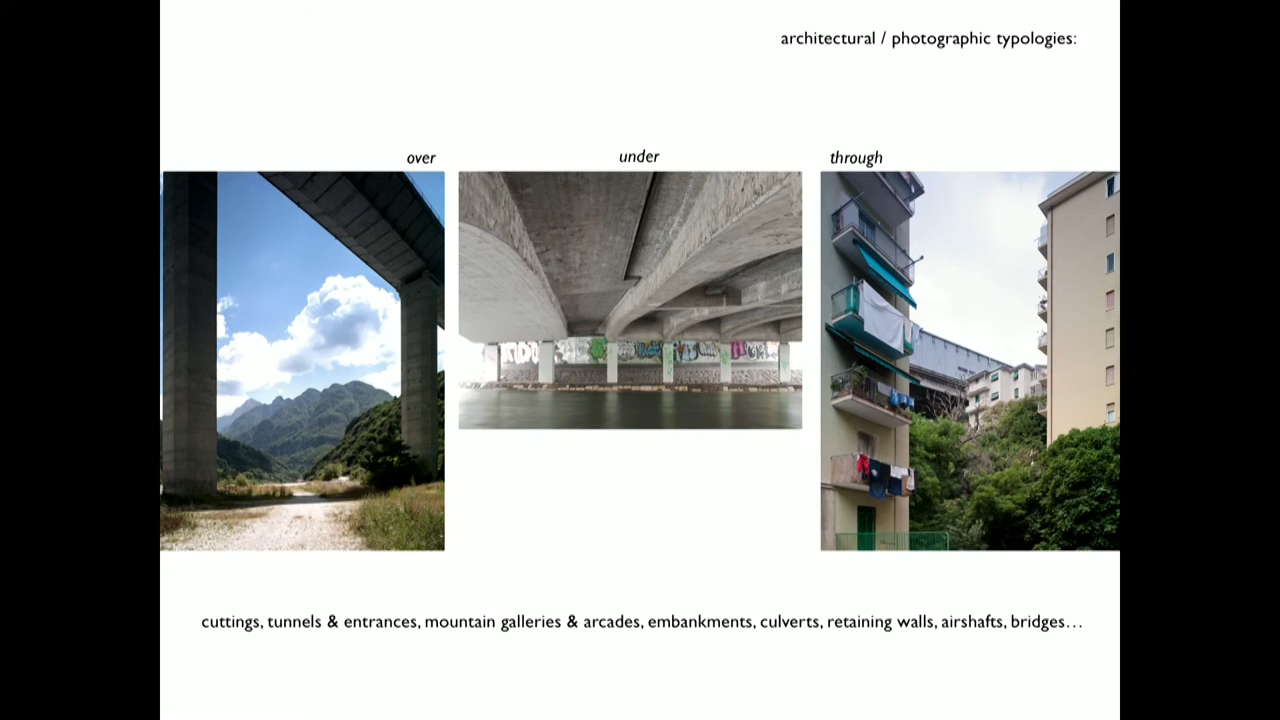 architectural / photographic typologies:
over
under
through
cuttings, tunnels & entrances, mountain galleries & arcades, embankments, culverts, retaining walls, airshafts, bridges…